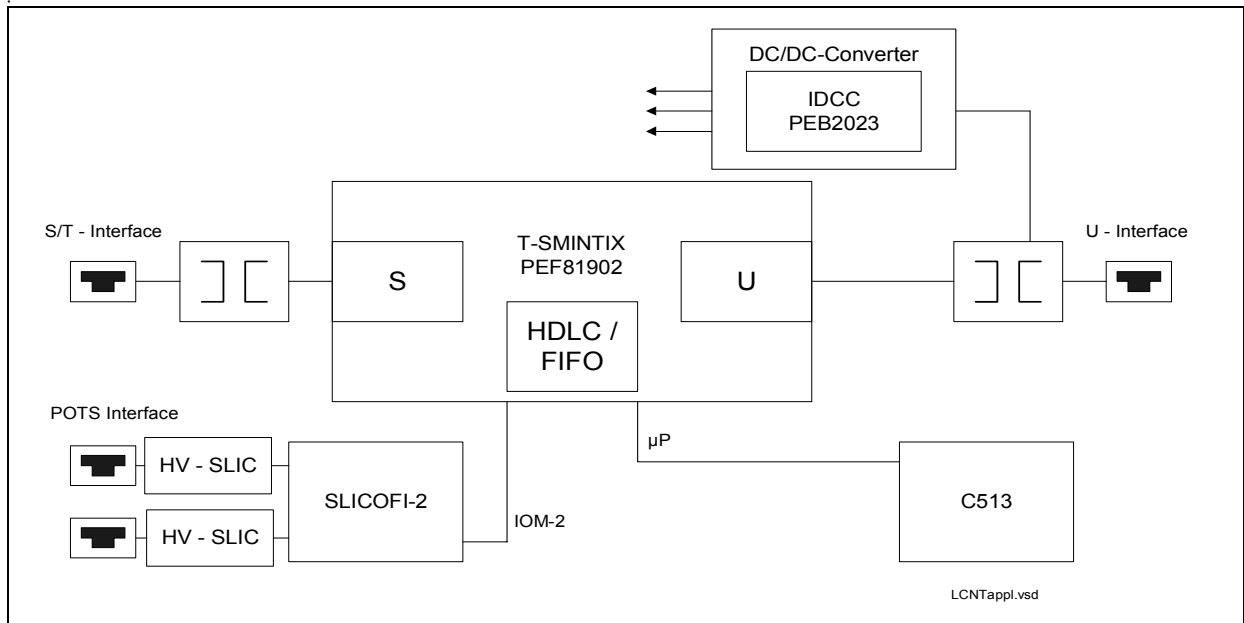 DC/DC-Converter
IDCC
PEB2023
S/T - Interface
T-SMINTIX
PEF81902
U - Interface
S
U
HDLC /
FIFO
POTS Interface
HV - SLIC
µP
SLICOFI-2
C513
IOM-2
HV - SLIC
LCNTappl.vsd